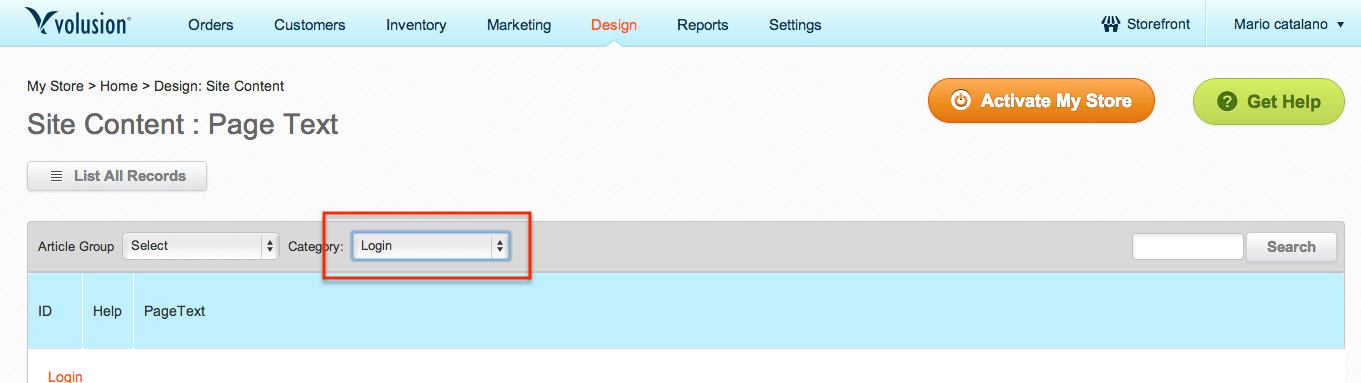 volusion
Orders
Customers
Inventory
Marketing
Design
Reports
Settings
Storefront
Mario catalano
My Store > Home > Design: Site Content
Activate My Store
Get Help
Site Content : Page Text
List All Records
Article Group
Select
Category:
Login
Search
ID
Help
PageText
Login